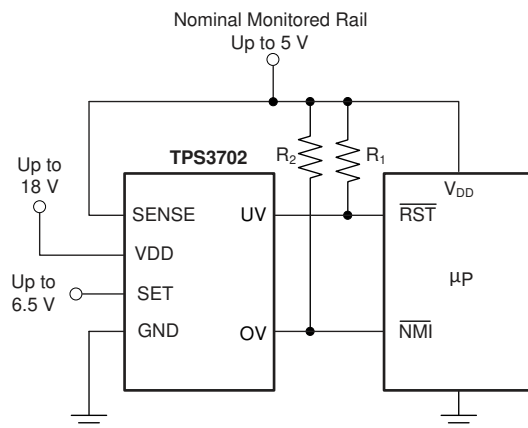 Nominal Monitored Rail
Up to 5 V
TPS3702
R2
R1
Up to
18 V
VDD
SENSE
UV
RST
VDD
μP
SET
Up to
6.5 V
GND
OV
NMI